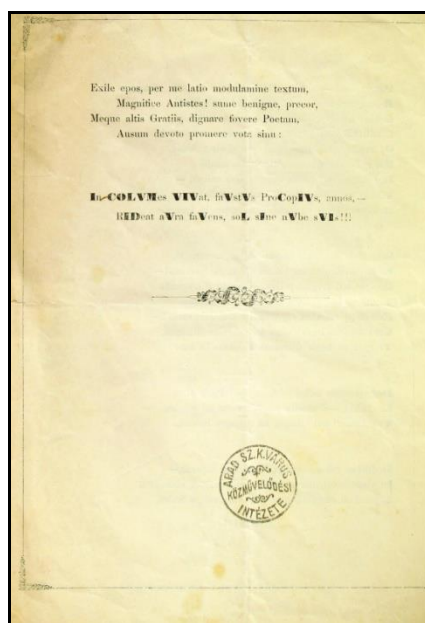 Exile epos, per me latio modulamine textum,
Magnifice Antistes! sume benigne, precor,
Meque altis Gratiis, dignare fovere Poetam,
Ausum devoto promere vota sinu:
In-COLVMes VIVat, faVstVs ProCopIVs, annos, —
RIDeat aVra faVens, soL sIne nVbe sVIs!!!
ARAD SZ.K.VÁROS
KÖZMŰVELŐDÉSI
INTÉZETE